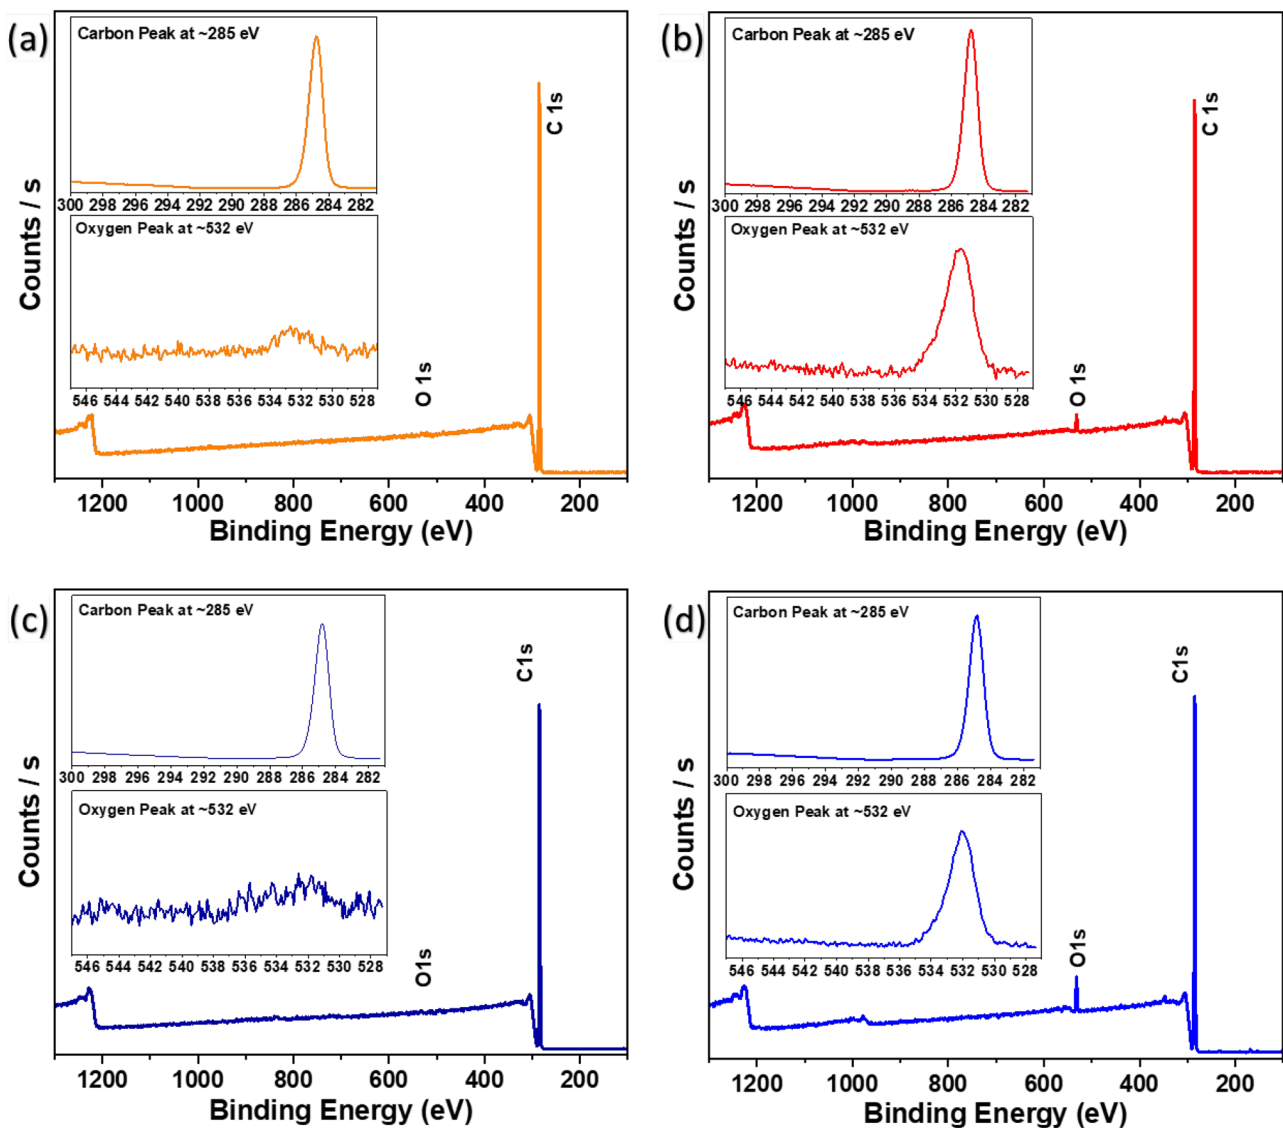 (a)
Carbon Peak at ~285 eV
300 298 296 294 292 290 288 286 284 282
Oxygen Peak at ~532 eV
546 544 542 540 538 536 534 532 530 528
C 1s
O 1s
Counts / s
1200 1000 800 600 400 200
Binding Energy (eV)
(b)
Carbon Peak at ~285 eV
300 298 296 294 292 290 288 286 284 282
Oxygen Peak at ~532 eV
546 544 542 540 538 536 534 532 530 528
C 1s
O 1s
Counts / s
1200 1000 800 600 400 200
Binding Energy (eV)
(c)
Carbon Peak at ~285 eV
300 298 296 294 292 290 288 286 284 282
Oxygen Peak at ~532 eV
546 544 542 540 538 536 534 532 530 528
C1s
O1s
Counts / s
1200 1000 800 600 400 200
Binding Energy (eV)
(d)
Carbon Peak at ~285 eV
300 298 296 294 292 290 288 286 284 282
Oxygen Peak at ~532 eV
546 544 542 540 538 536 534 532 530 528
C1s
O1s
Counts / s
1200 1000 800 600 400 200
Binding Energy (eV)